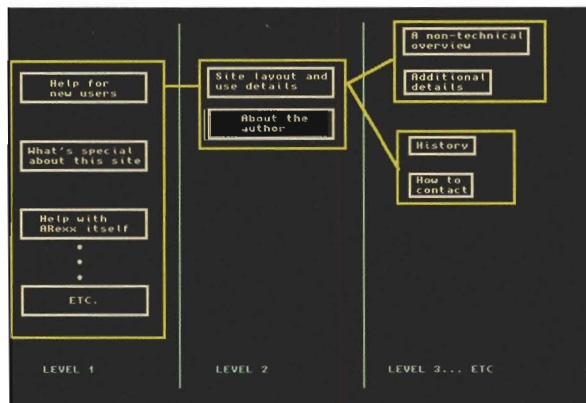 Help for
new users
What's special
about this site
Help with
ARexx itself
ETC.
LEVEL 1
Site layout and
use details
About the
author
LEVEL 2
A non-technical
overview
Additional
details
History
How to
contact
LEVEL 3... ETC